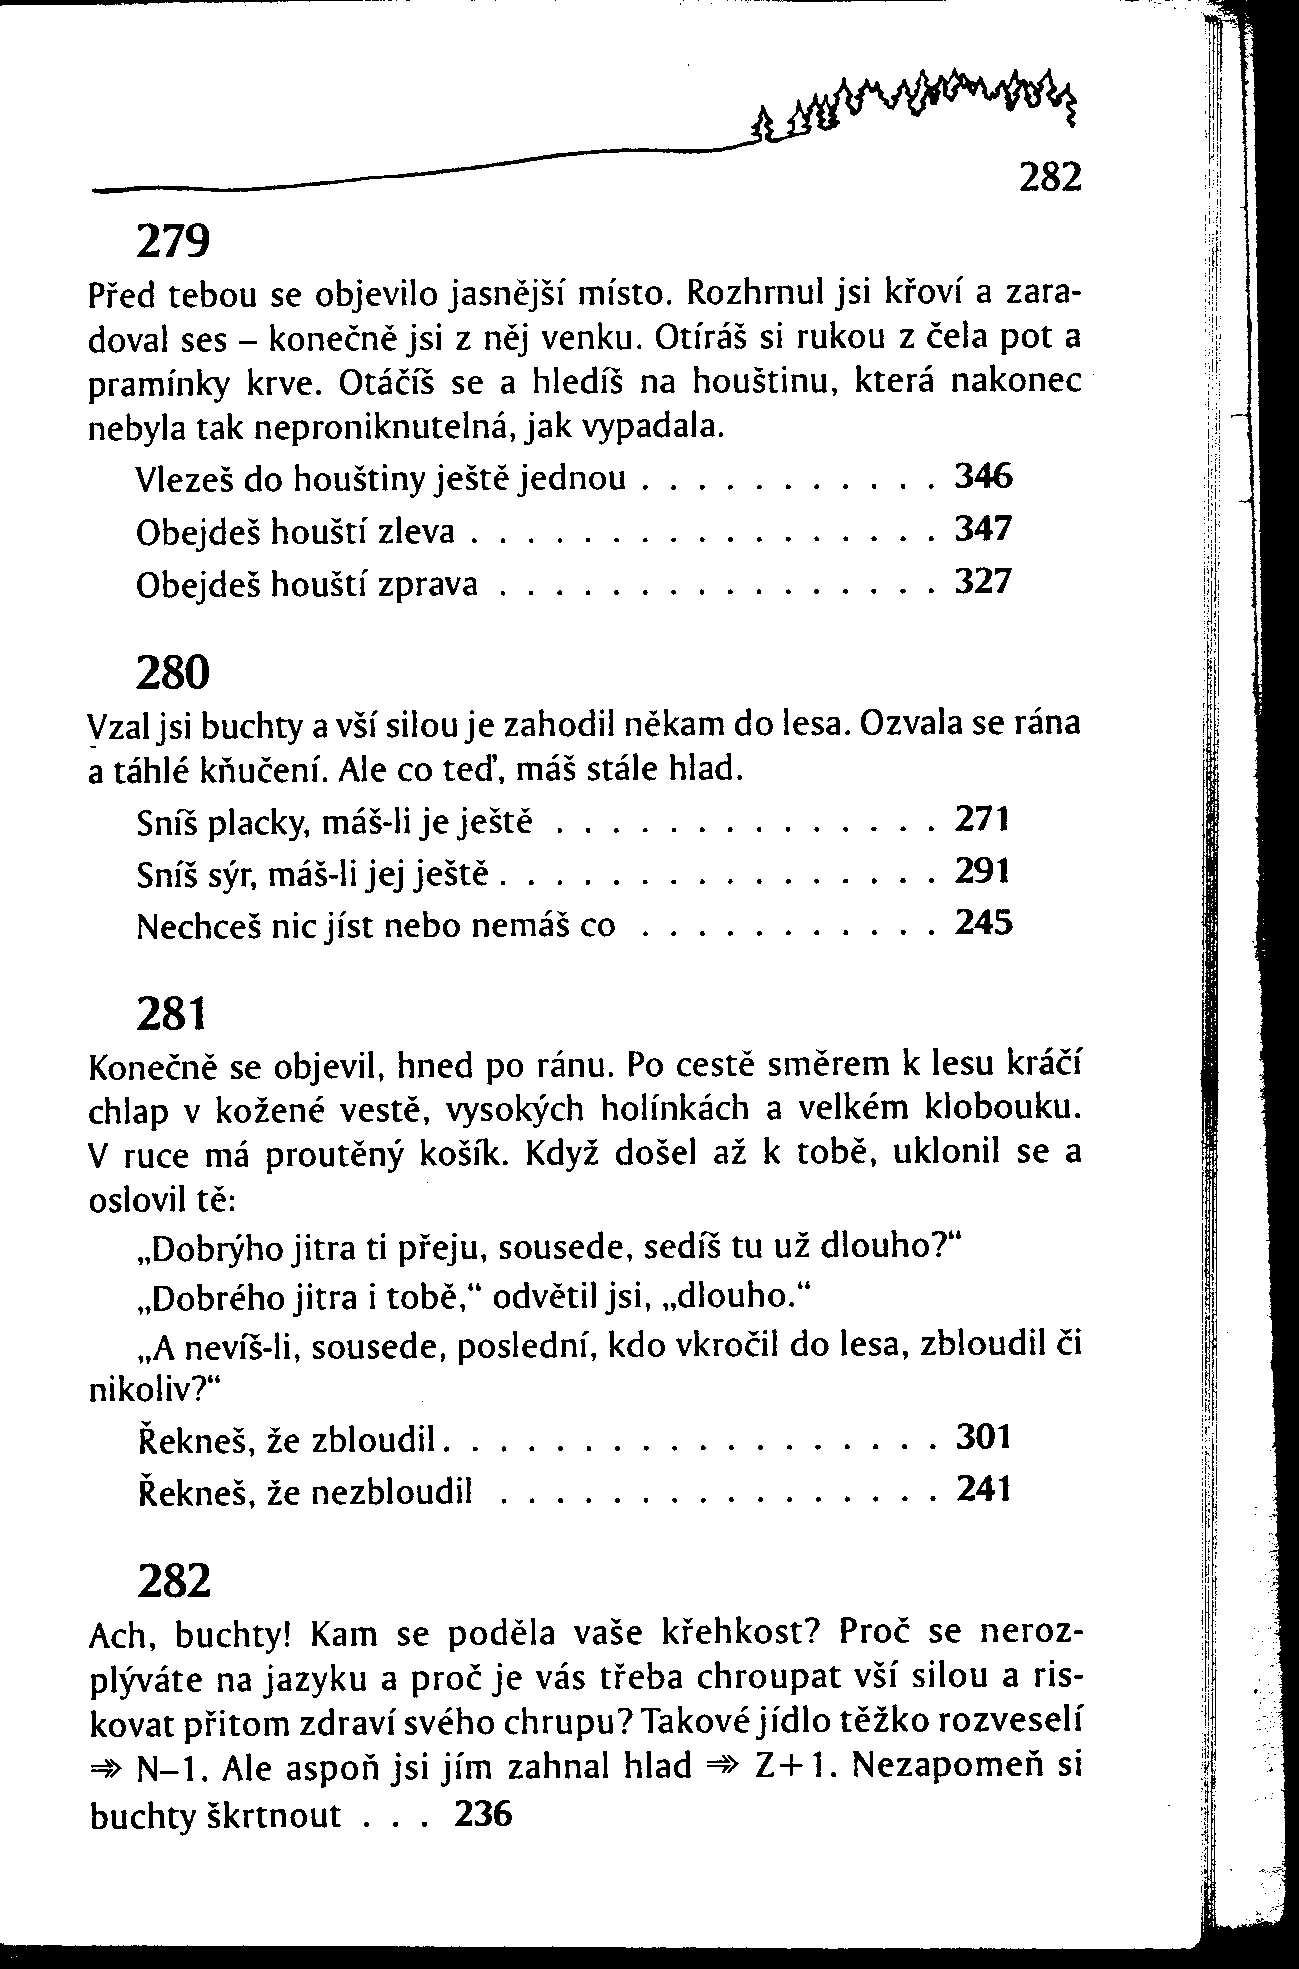 282
279
Před tebou se objevilo jasnější místo. Rozhrnul jsi křoví a zara-
doval ses – konečně jsi z něj venku. Otíráš si rukou z čela pot a
pramínky krve. Otáčíš se a hledíš na houštinu, která nakonec
nebyla tak neproniknutelná, jak vypadala.
Vlezeš do houštiny ještě jednou . . . . . . . . . . . 346
Obejdeš houští zleva . . . . . . . . . . . . . . . . . 347
Obejdeš houští zprava . . . . . . . . . . . . . . . . 327
280
Vzal jsi buchty a vší silou je zahodil někam do lesa. Ozvala se rána
a táhlé kňučení. Ale co teď, máš stále hlad.
Sníš placky, máš-li je ještě . . . . . . . . . . . . . . 271
Sníš sýr, máš-li jej ještě . . . . . . . . . . . . . . . . 291
Nechceš nic jíst nebo nemáš co . . . . . . . . . . . 245
281
Konečně se objevil, hned po ránu. Po cestě směrem k lesu kráčí
chlap v kožené vestě, vysokých holínkách a velkém klobouku.
V ruce má proutěný košík. Když došel až k tobě, uklonil se a
oslovil tě:
„Dobrýho jitra ti přeju, sousede, sedíš tu už dlouho?“
„Dobrého jitra i tobě,“ odvětil jsi, „dlouho.“
„A nevíš-li, sousede, poslední, kdo vkročil do lesa, zbloudil či
nikoliv?“
Řekneš, že zbloudil. . . . . . . . . . . . . . . . . . 301
Řekneš, že nezbloudil . . . . . . . . . . . . . . . . 241
282
Ach, buchty! Kam se poděla vaše křehkost? Proč se neroz-
plýváte na jazyku a proč je vás třeba chroupat vší silou a ris-
kovat přitom zdraví svého chrupu? Takové jídlo těžko rozveselí
⇒ N–1. Ale aspoň jsi jím zahnal hlad ⇒ Z+1. Nezapomeň si
buchty škrtnout . . . 236